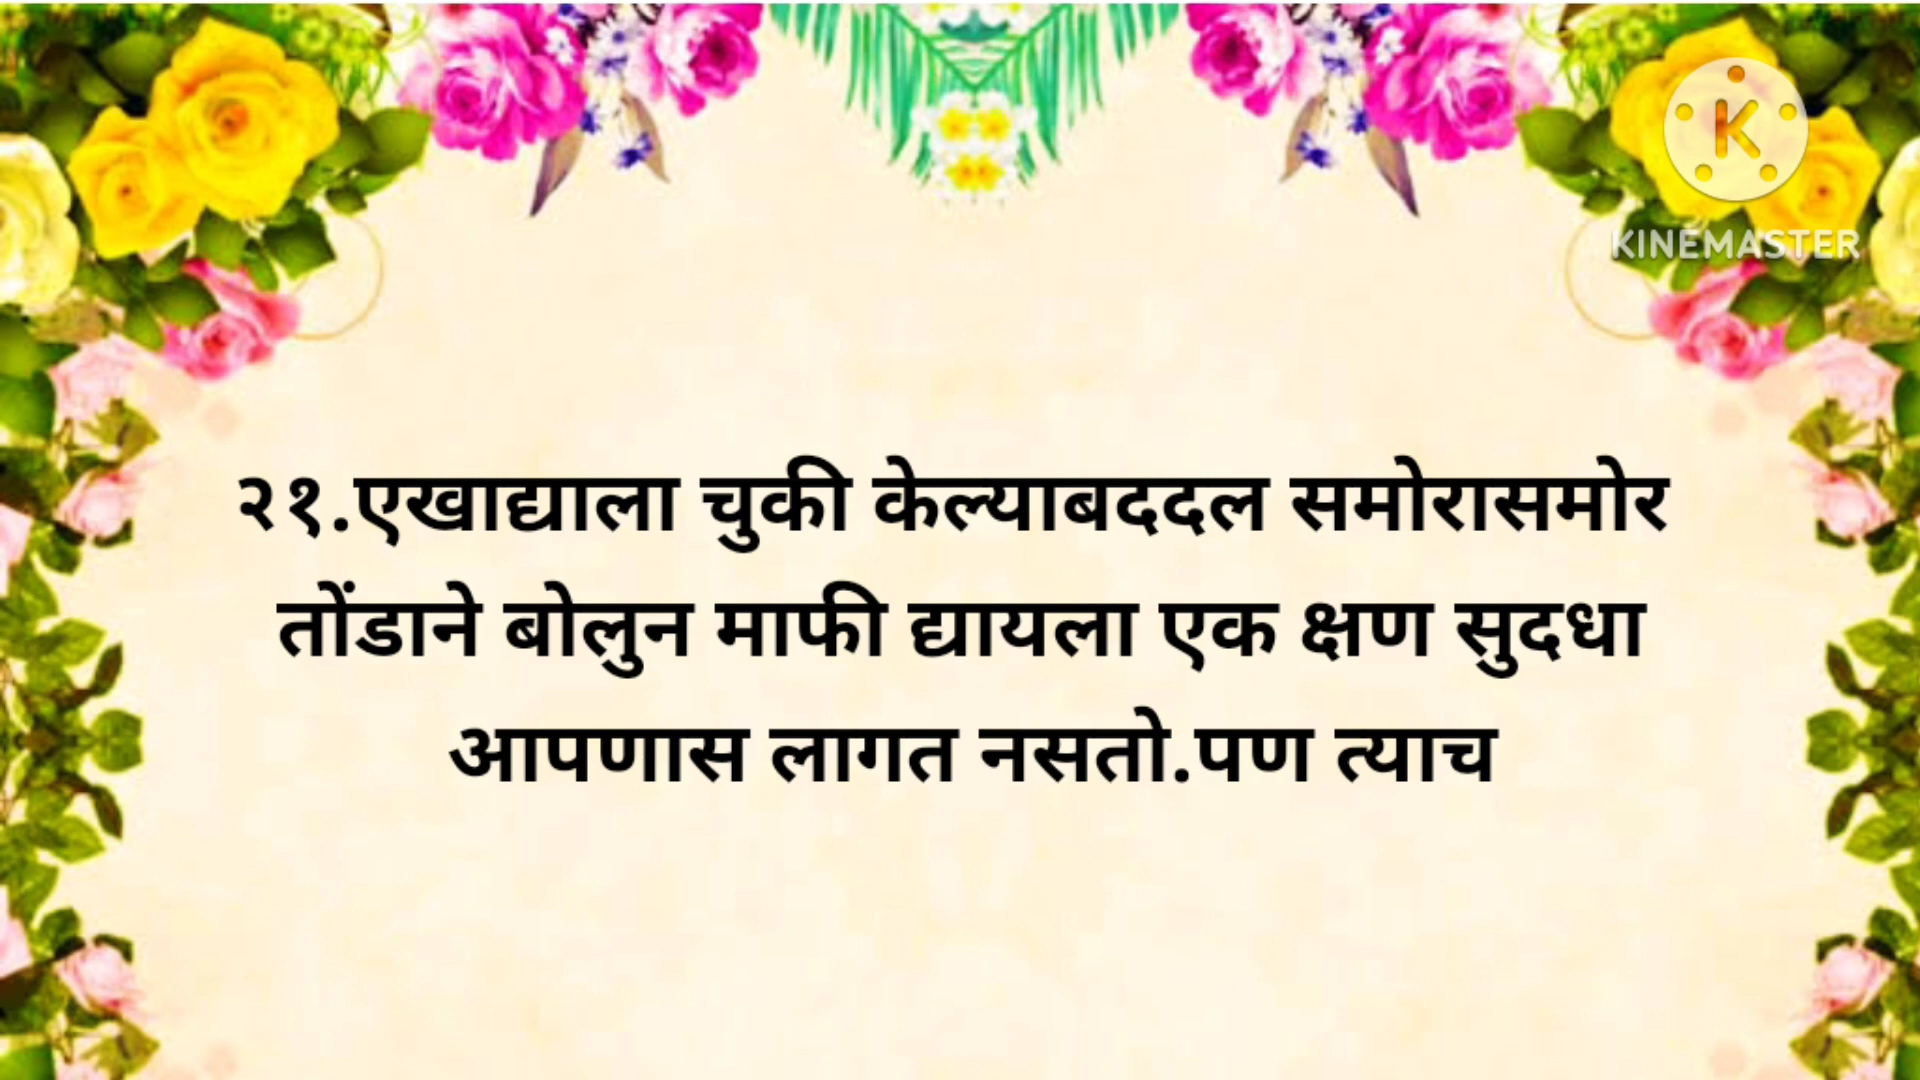 KINEMASTER
२१.एखाद्याला चुकी केल्याबददल समोरासमोर
तोंडाने बोलुन माफी द्यायला एक क्षण सुदधा
आपणास लागत नसतो.पण त्याच